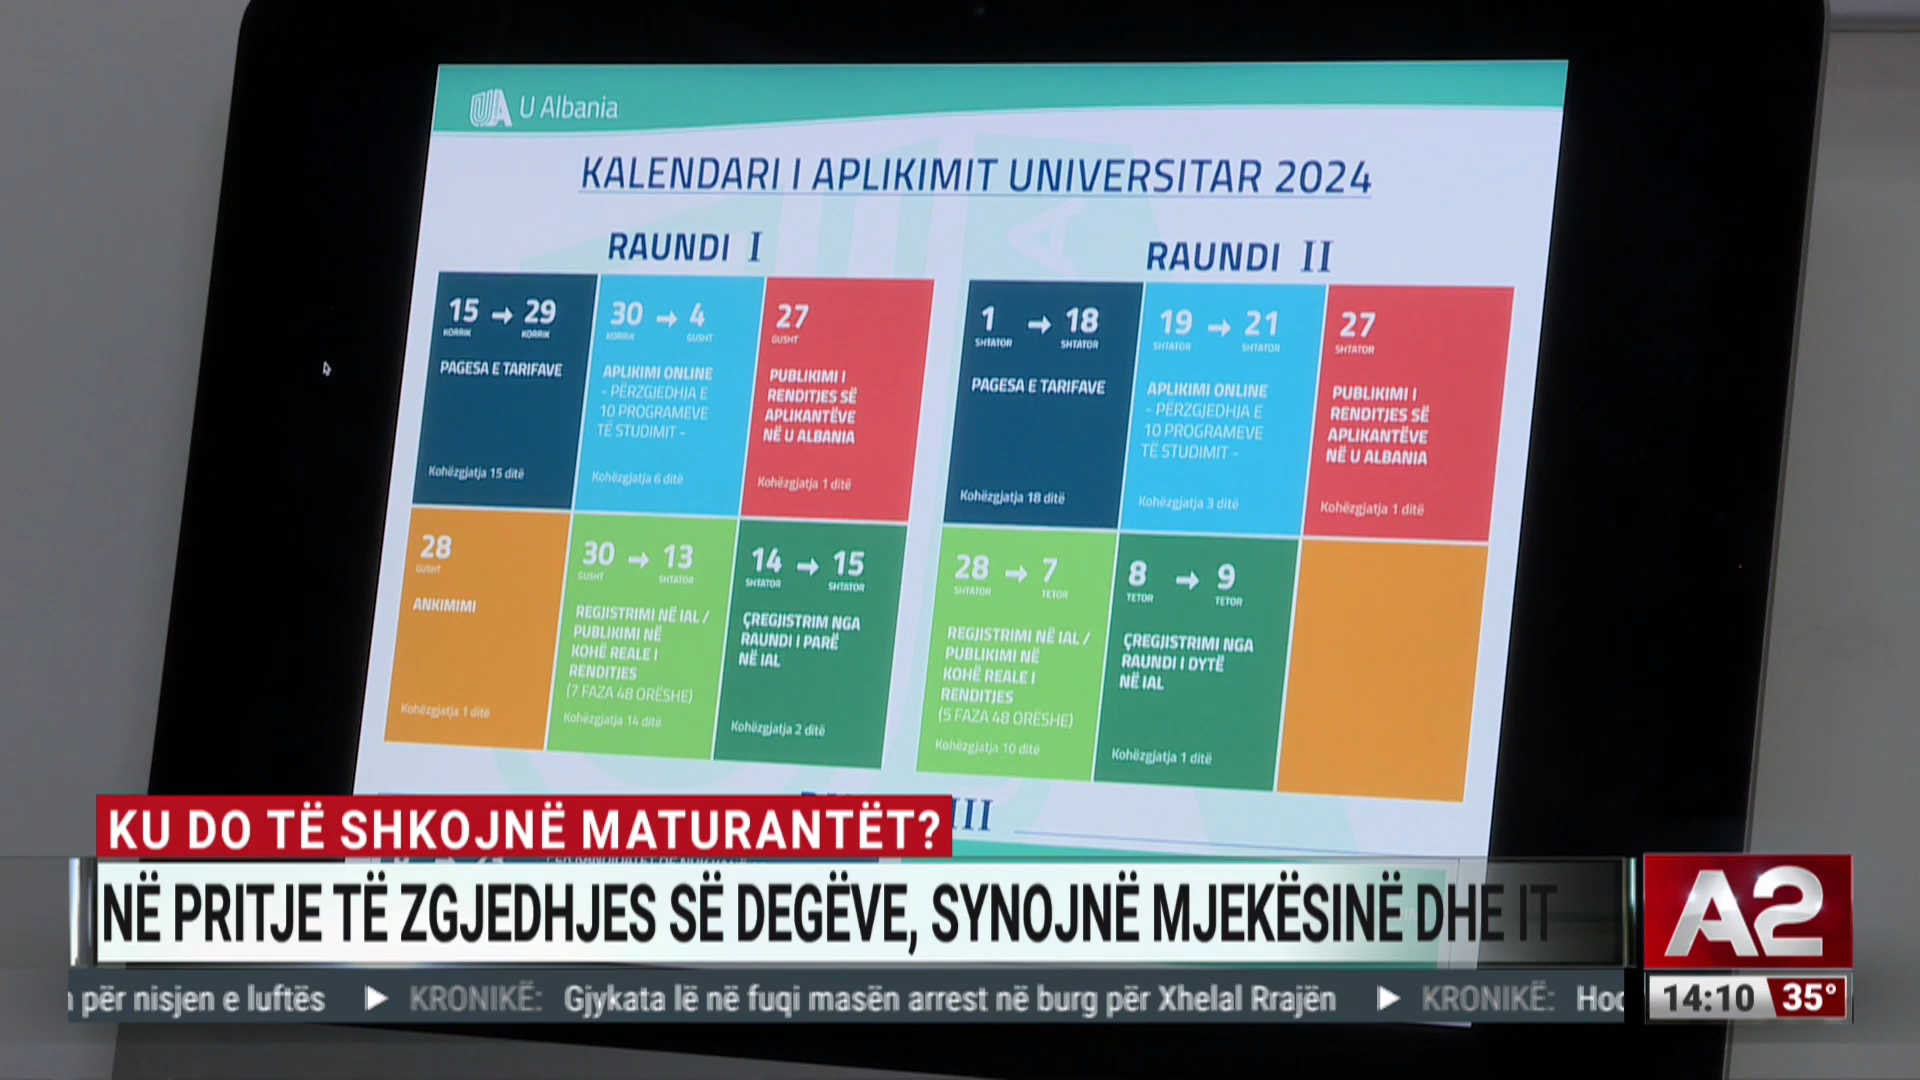 U Albania
KALENDARI I APLIKIMIT UNIVERSITAR 2024
RAUNDI I
15 → 29
KORRIK KORRIK
PAGESA E TARIFAVE
Kohëzgjatja 15 ditë
30 → 4
KORRIK GUSHT
APLIKIMI ONLINE
- PËRZGJEDHJA E
10 PROGRAMEVE
TË STUDIMIT -
Kohëzgjatja 6 ditë
27
GUSHT
PUBLIKIMI I
RENDITJES SË
APLIKANTËVE
NË U ALBANIA
Kohëzgjatja 1 ditë
28
GUSHT
ANKIMIMI
Kohëzgjatja 1 ditë
30 → 13
GUSHT SHTATOR
REGJISTRIMI NË IAL /
PUBLIKIMI NË
KOHË REALE I
RENDITJES
(7 FAZA 48 ORËSHE)
Kohëzgjatja 14 ditë
14 → 15
SHTATOR SHTATOR
ÇREGJISTRIM NGA
RAUNDI I PARË
NË IAL
Kohëzgjatja 2 ditë
RAUNDI II
1 → 18
SHTATOR SHTATOR
PAGESA E TARIFAVE
Kohëzgjatja 18 ditë
19 → 21
SHTATOR SHTATOR
APLIKIMI ONLINE
- PËRZGJEDHJA E
10 PROGRAMEVE
TË STUDIMIT -
Kohëzgjatja 3 ditë
27
SHTATOR
PUBLIKIMI I
RENDITJES SË
APLIKANTËVE
NË U ALBANIA
Kohëzgjatja 1 ditë
28 → 7
SHTATOR TETOR
REGJISTRIMI NË IAL /
PUBLIKIMI NË
KOHË REALE I
RENDITJES
(5 FAZA 48 ORËSHE)
Kohëzgjatja 10 ditë
8 → 9
TETOR TETOR
ÇREGJISTRIMI NGA
RAUNDI I DYTË
NË IAL
Kohëzgjatja 1 ditë
III
KU DO TË SHKOJNË MATURANTËT?
NË PRITJE TË ZGJEDHJES SË DEGËVE, SYNOJNË MJEKËSINË DHE IT
A2
për nisjen e luftës ▶ KRONIKË: Gjykata lë në fuqi masën arrest në burg për Xhelal Rrajën ▶ KRONIKË:
14:10 35°